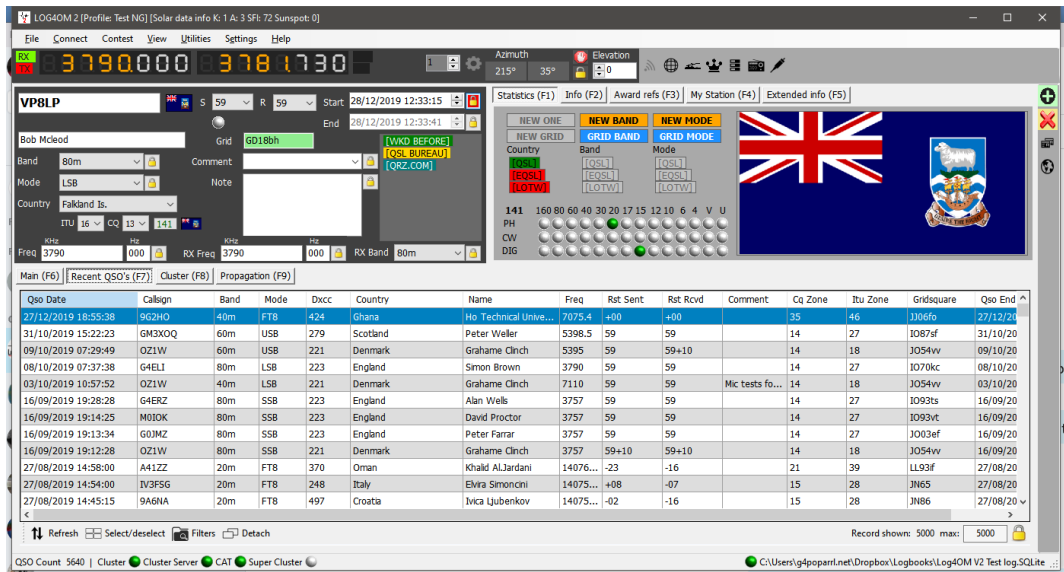 LOG4OM 2 [Profile: Test NG] [Solar data info K: 1 A: 3 SFI: 72 Sunspot: 0]
File Connect Contest View Utilities Settings Help
RX TX 3790.000 3781.730 1 Azimuth 215° 35° Elevation 0
VP8LP S 59 R 59 Start 28/12/2019 12:33:15
End 28/12/2019 12:33:41
Bob Mcleod Grid GD18bh [WKD BEFORE]
[QSL BUREAU]
[QRZ.COM]
Band 80m Comment
Mode LSB Note
Country Falkland Is.
ITU 16 CQ 13 141
KHz Hz KHz Hz
Freq 3790 000 RX Freq 3790 000 RX Band 80m
Statistics (F1) Info (F2) Award refs (F3) My Station (F4) Extended info (F5)
NEW ONE NEW BAND NEW MODE
NEW GRID GRID BAND GRID MODE
Country Band Mode
[QSL] [QSL] [QSL]
[EQSL] [EQSL] [EQSL]
[LOTW] [LOTW] [LOTW]
141 160 80 60 40 30 20 17 15 12 10 6 4 V U
PH
CW
DIG
Main (F6) Recent QSO's (F7) Cluster (F8) Propagation (F9)
Qso Date Callsign Band Mode Dxcc Country Name Freq Rst Sent Rst Rcvd Comment Cq Zone Itu Zone Gridsquare Qso End
27/12/2019 18:55:38 9G2HO 40m FT8 424 Ghana Ho Technical Unive... 7075.4 +00 +00 35 46 JJ06fo 27/12/20
31/10/2019 15:22:23 GM3XOQ 60m USB 279 Scotland Peter Weller 5398.5 59 59 14 27 IO87sf 31/10/20
09/10/2019 07:29:49 OZ1W 60m USB 221 Denmark Grahame Clinch 5395 59 59+10 14 18 JO54vv 09/10/20
08/10/2019 07:37:38 G4ELI 80m LSB 223 England Simon Brown 3790 59 59 14 27 IO70kc 08/10/20
03/10/2019 10:57:52 OZ1W 40m LSB 221 Denmark Grahame Clinch 7110 59 59 Mic tests fo... 14 18 JO54vv 03/10/20
16/09/2019 19:28:28 G4ERZ 80m SSB 223 England Alan Wells 3757 59 59 14 27 IO93ts 16/09/20
16/09/2019 19:14:25 M0IOK 80m SSB 223 England David Proctor 3757 59 59 14 27 IO93vt 16/09/20
16/09/2019 19:13:34 G0JMZ 80m SSB 223 England Peter Farrar 3757 59 59 14 27 JO03ef 16/09/20
16/09/2019 19:12:28 OZ1W 80m SSB 221 Denmark Grahame Clinch 3757 59+10 59+10 14 18 JO54vv 16/09/20
27/08/2019 14:58:00 A41ZZ 20m FT8 370 Oman Khalid AlJardani 14076... -23 -16 21 39 LL93if 27/08/20
27/08/2019 14:54:00 IV3FSG 20m FT8 248 Italy Elvira Simoncini 14075... +08 -07 15 28 JN65 27/08/20
27/08/2019 14:45:15 9A6NA 20m FT8 497 Croatia Ivica Ljubenkov 14075... -02 -16 15 28 JN86 27/08/20
Refresh Select/deselect Filters Detach Record shown: 5000 max: 5000
QSO Count 5640 | Cluster Cluster Server CAT Super Cluster C:\Users\g4poparrl.net\Dropbox\Logbooks\Log4OM V2 Test log.SQLite